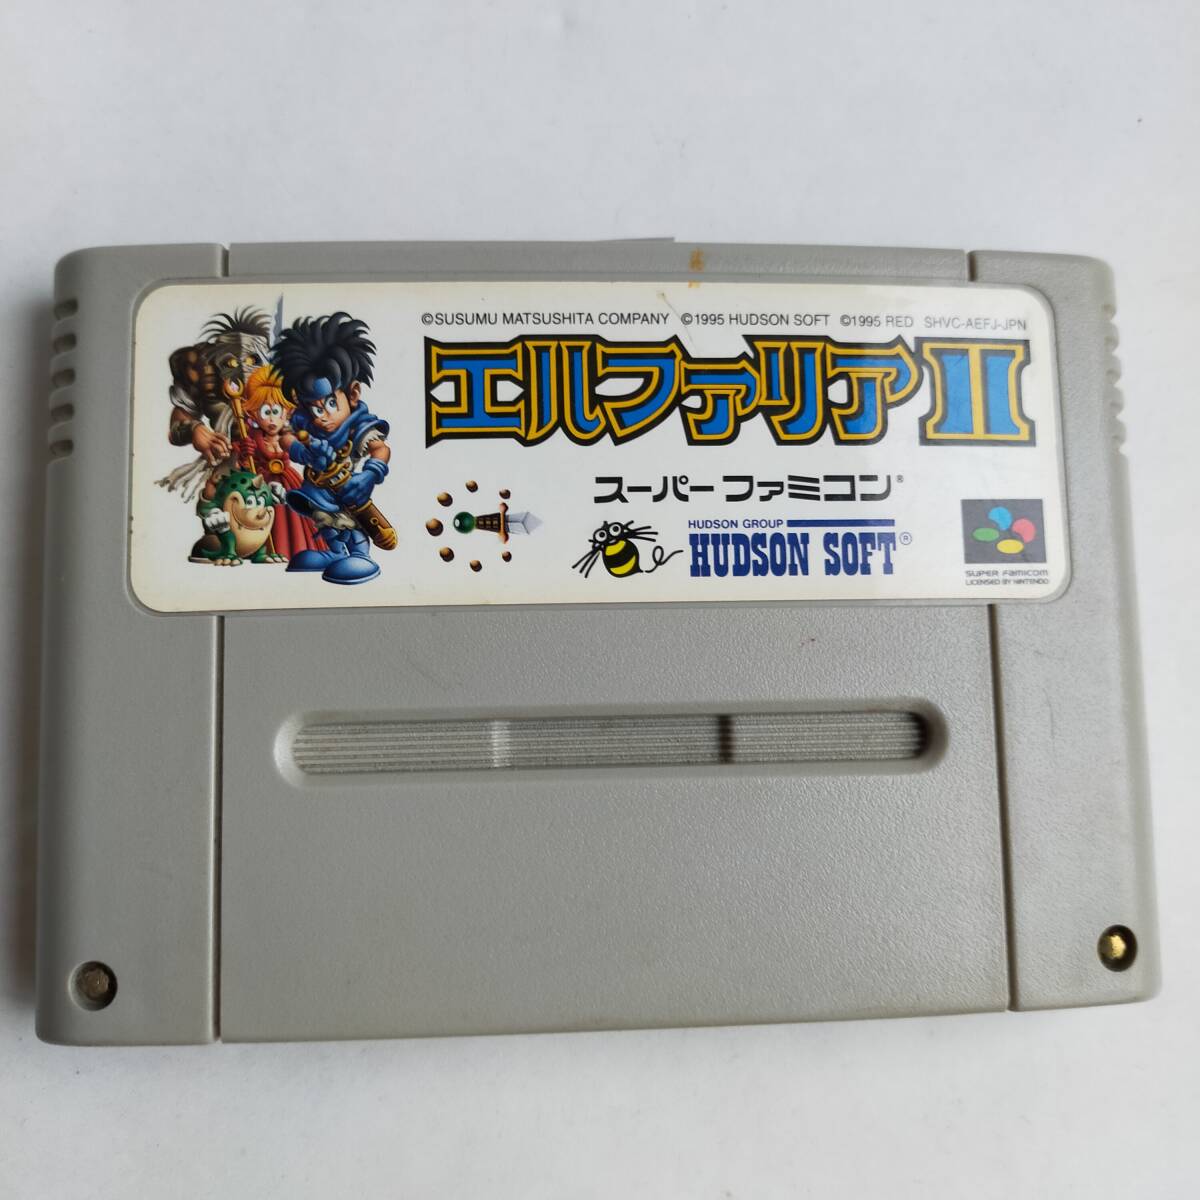 ©SUSUMU MATSUSHITA COMPANY ©1995 HUDSON SOFT ©1995 RED SHVC-AEFJ-JPN
エルファリアII
スーパーファミコン®
HUDSON GROUP
HUDSON SOFT®
SUPER FAMICOM
LICENSED BY NINTENDO